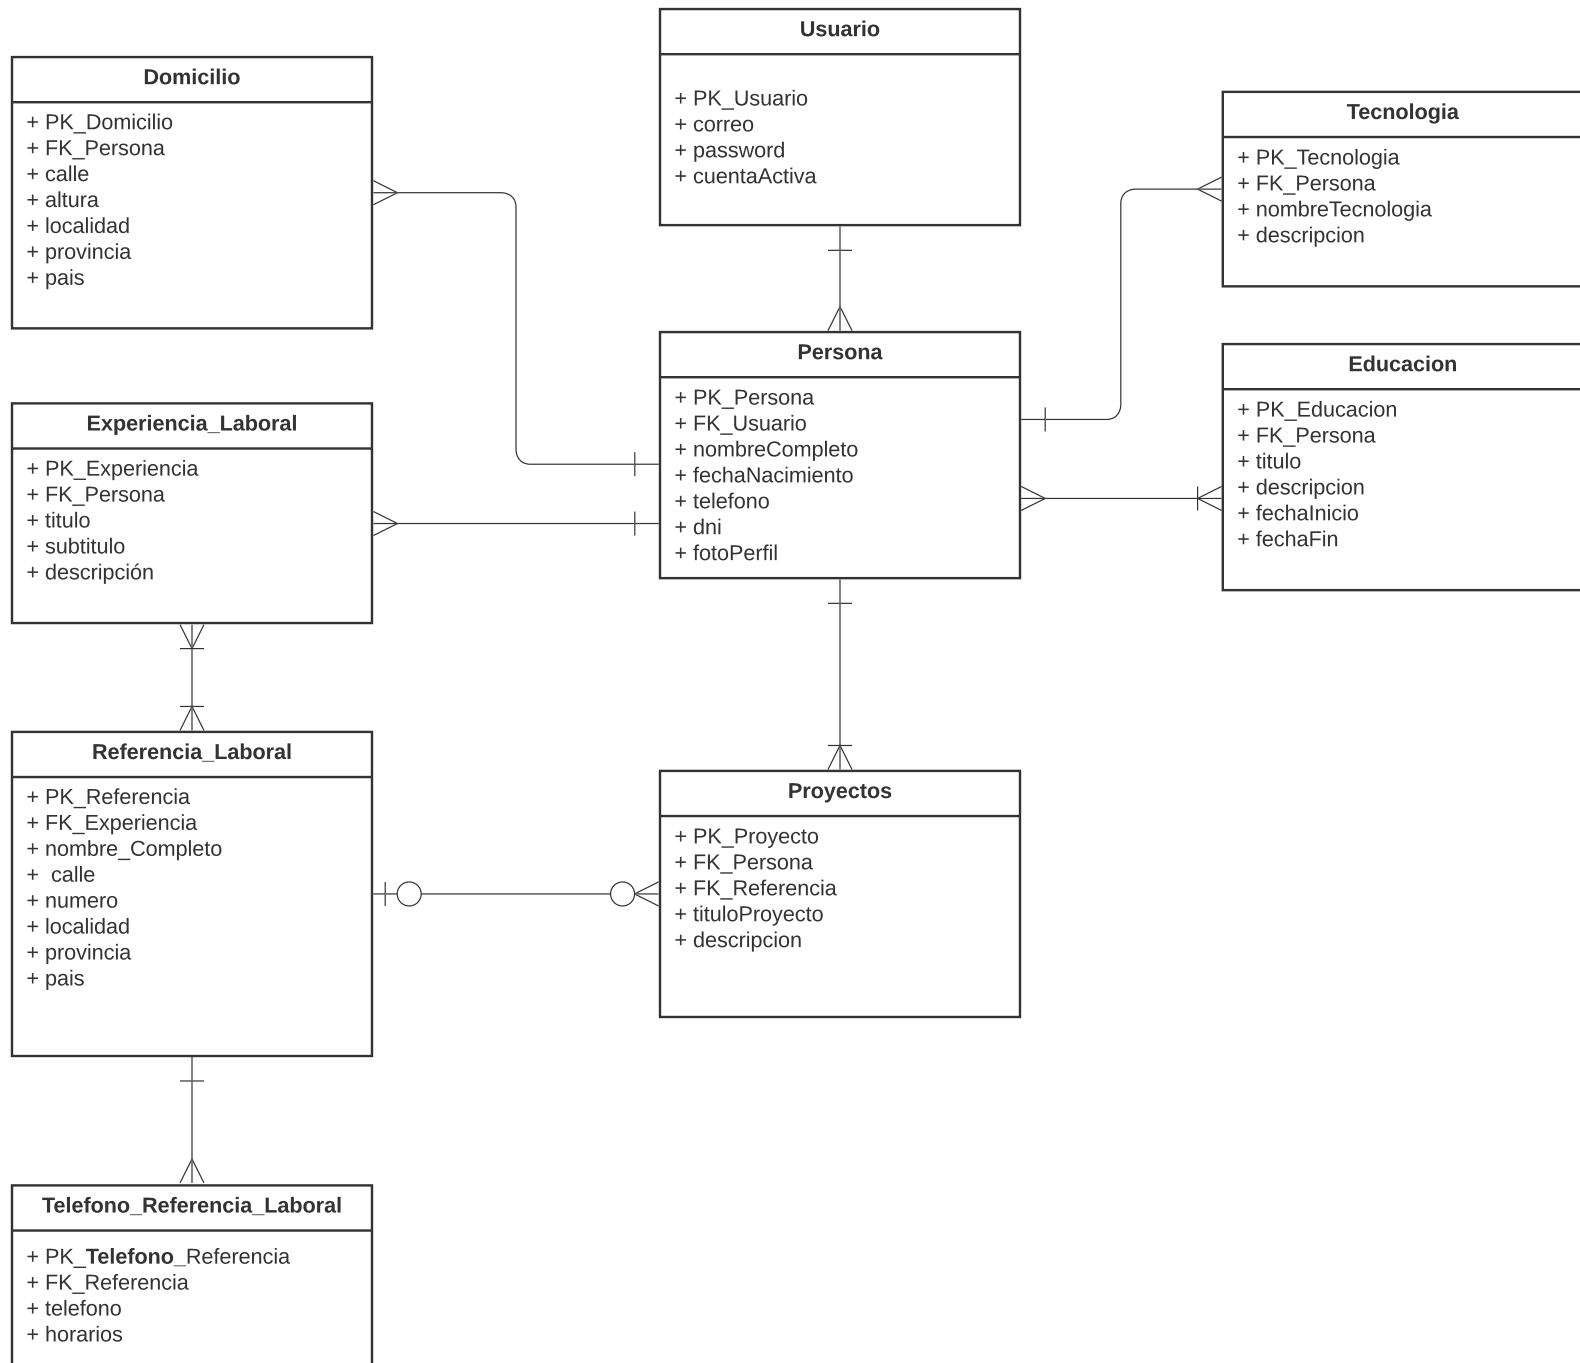 Usuario
+ PK_Usuario
+ correo
+ password
+ cuentaActiva
Domicilio
+ PK_Domicilio
+ FK_Persona
+ calle
+ altura
+ localidad
+ provincia
+ pais
Tecnologia
+ PK_Tecnologia
+ FK_Persona
+ nombreTecnologia
+ descripcion
Persona
+ PK_Persona
+ FK_Usuario
+ nombreCompleto
+ fechaNacimiento
+ telefono
+ dni
+ fotoPerfil
Educacion
+ PK_Educacion
+ FK_Persona
+ titulo
+ descripcion
+ fechaInicio
+ fechaFin
Experiencia_Laboral
+ PK_Experiencia
+ FK_Persona
+ titulo
+ subtitulo
+ descripción
Referencia_Laboral
+ PK_Referencia
+ FK_Experiencia
+ nombre_Completo
+  calle
+ numero
+ localidad
+ provincia
+ pais
Proyectos
+ PK_Proyecto
+ FK_Persona
+ FK_Referencia
+ tituloProyecto
+ descripcion
Telefono_Referencia_Laboral
+ PK_Telefono_Referencia
+ FK_Referencia
+ telefono
+ horarios